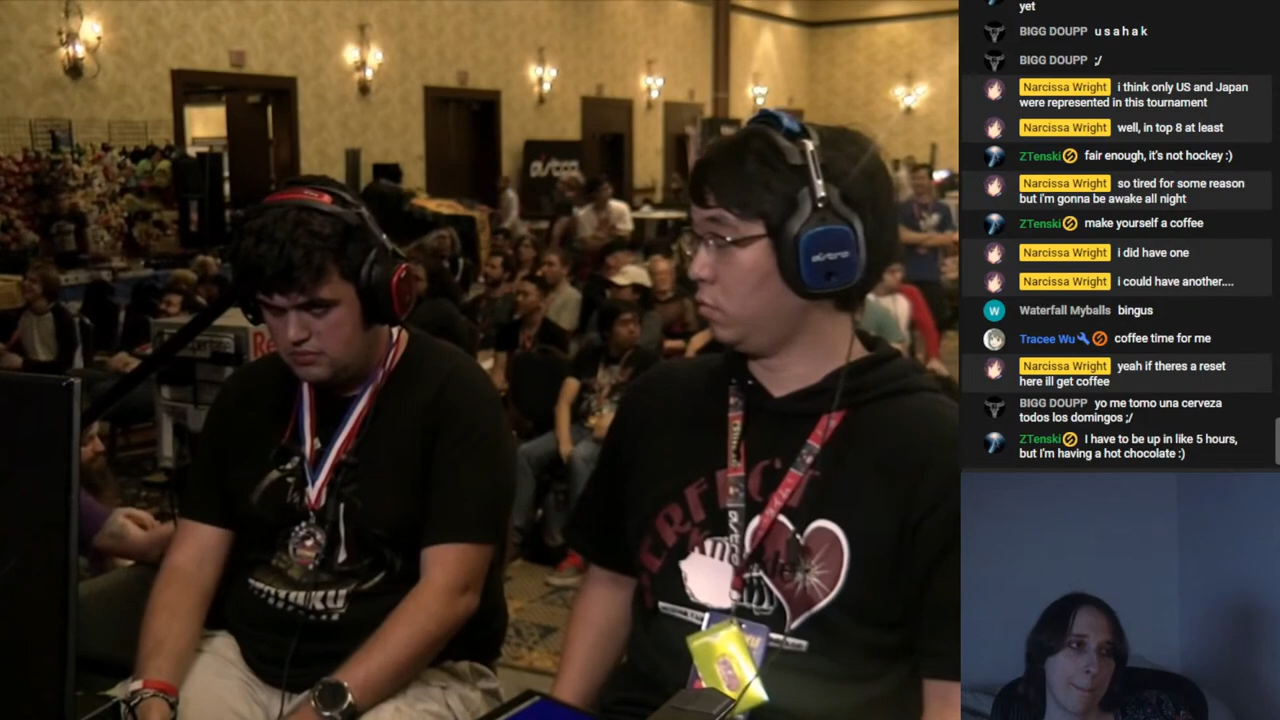 yet
BIGG DOUPP u s a h a k
BIGG DOUPP ;/
Narcissa Wright i think only US and Japan
were represented in this tournament
Narcissa Wright well, in top 8 at least
ZTenski fair enough, it's not hockey :)
Narcissa Wright so tired for some reason
but I'm gonna be awake all night
ZTenski make yourself a coffee
Narcissa Wright i did have one
Narcissa Wright i could have another....
W Waterfall Myballs bingus
Tracee Wu coffee time for me
Narcissa Wright yeah if theres a reset
here ill get coffee
BIGG DOUPP yo me tomo una cerveza
todos los domingos ;/
ZTenski I have to be up in like 5 hours,
but I'm having a hot chocolate :)
astro
astro
PERFECT